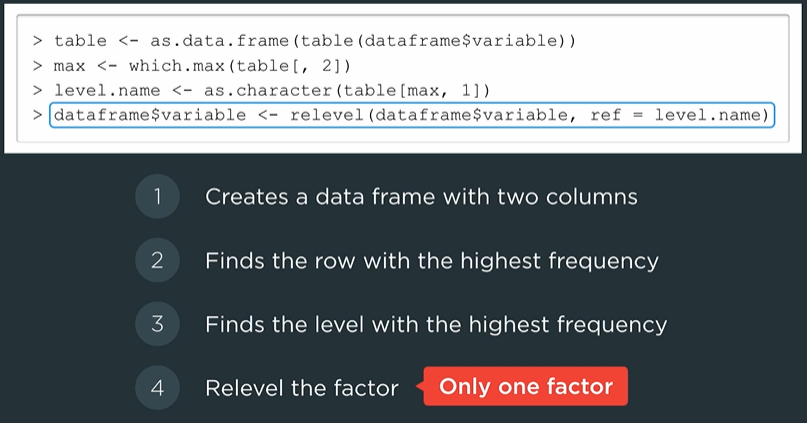 > table <- as.data.frame(table(dataframe$variable))
> max <- which.max(table[, 2])
> level.name <- as.character(table[max, 1])
> dataframe$variable <- relevel(dataframe$variable, ref = level.name)
1 Creates a data frame with two columns
2 Finds the row with the highest frequency
3 Finds the level with the highest frequency
4 Relevel the factor Only one factor